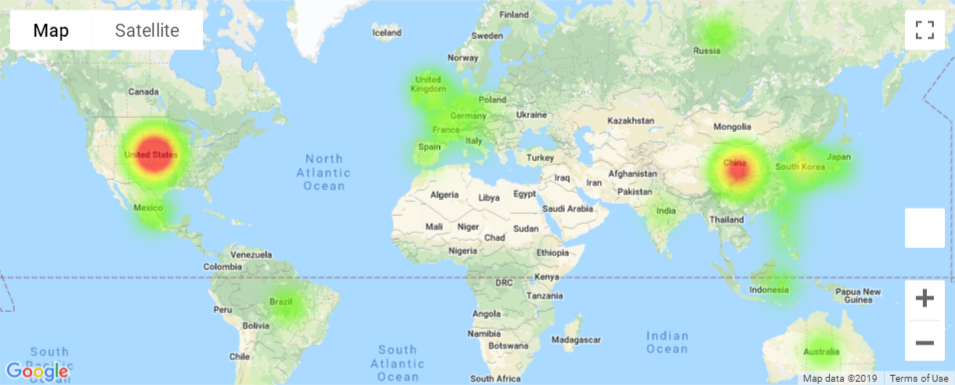 Map Satellite
Finland
Iceland
Sweden
Russia
Norway
United
Kingdom
Canada
Poland
Germany
Ukraine
Kazakhstan
France
Mongolia
Italy
Spain
United States
North
Atlantic
Ocean
Turkey
China
South Korea
Japan
Iraq
Iran
Afghanistan
Pakistan
Algeria
Libya
Egypt
Mexico
Saudi Arabia
India
Mali
Niger
Sudan
Thailand
Chad
Nigeria
Ethiopia
Venezuela
Colombia
Kenya
DRC
Indonesia
Papua New
Guinea
Tanzania
Brazil
Peru
Angola
Bolivia
Namibia
Madagascar
Botswana
Indian
Ocean
South
Pacific
Ocean
South
Atlantic
Ocean
Chile
Australia
South Africa
Google
Map data ©2019 Terms of Use